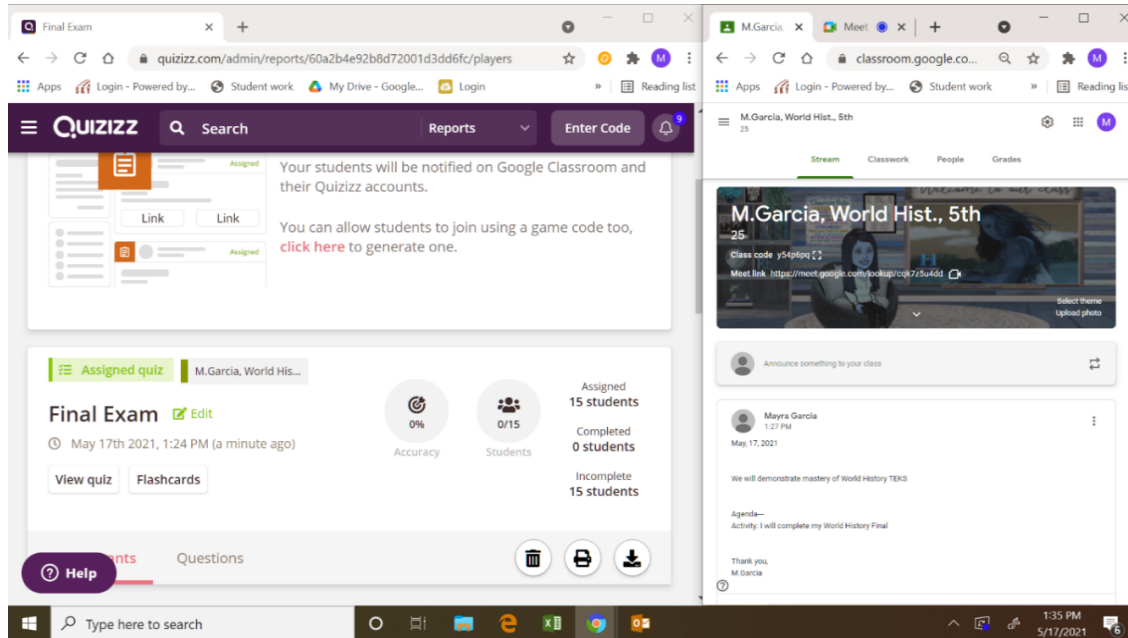 Final Exam
quizizz.com/admin/reports/60a2b4e92b8d72001d3dd6fc/players
M
Apps
Login - Powered by...
Student work
My Drive - Google...
Login
»
Reading list
QUIZIZZ
Search
Reports
Enter Code
9
Assigned
Link
Link
Assigned
Your students will be notified on Google Classroom and
their Quizizz accounts.
You can allow students to join using a game code too,
click here to generate one.
Assigned quiz
M.Garcia, World His...
Final Exam
Edit
May 17th 2021, 1:24 PM (a minute ago)
View quiz
Flashcards
0%
Accuracy
0/15
Students
Assigned
15 students
Completed
0 students
Incomplete
15 students
nts
Questions
Help
M.Garcia,
Meet
classroom.google.co...
M
Apps
Login - Powered by...
Student work
»
Reading lis
M.Garcia, World Hist., 5th
25
M
Stream
Classwork
People
Grades
Welcome to our class
M.Garcia, World Hist., 5th
25
Class code y54p6pq
Meet link https://meet.google.com/lookup/cqk7z5u4dd
Select theme
Upload photo
Announce something to your class
Mayra Garcia
1:27 PM
May, 17, 2021
We will demonstrate mastery of World History TEKS
Agenda—
Activity: I will complete my World History Final
Thank you,
M.Garcia
Type here to search
1:35 PM
5/17/2021
6